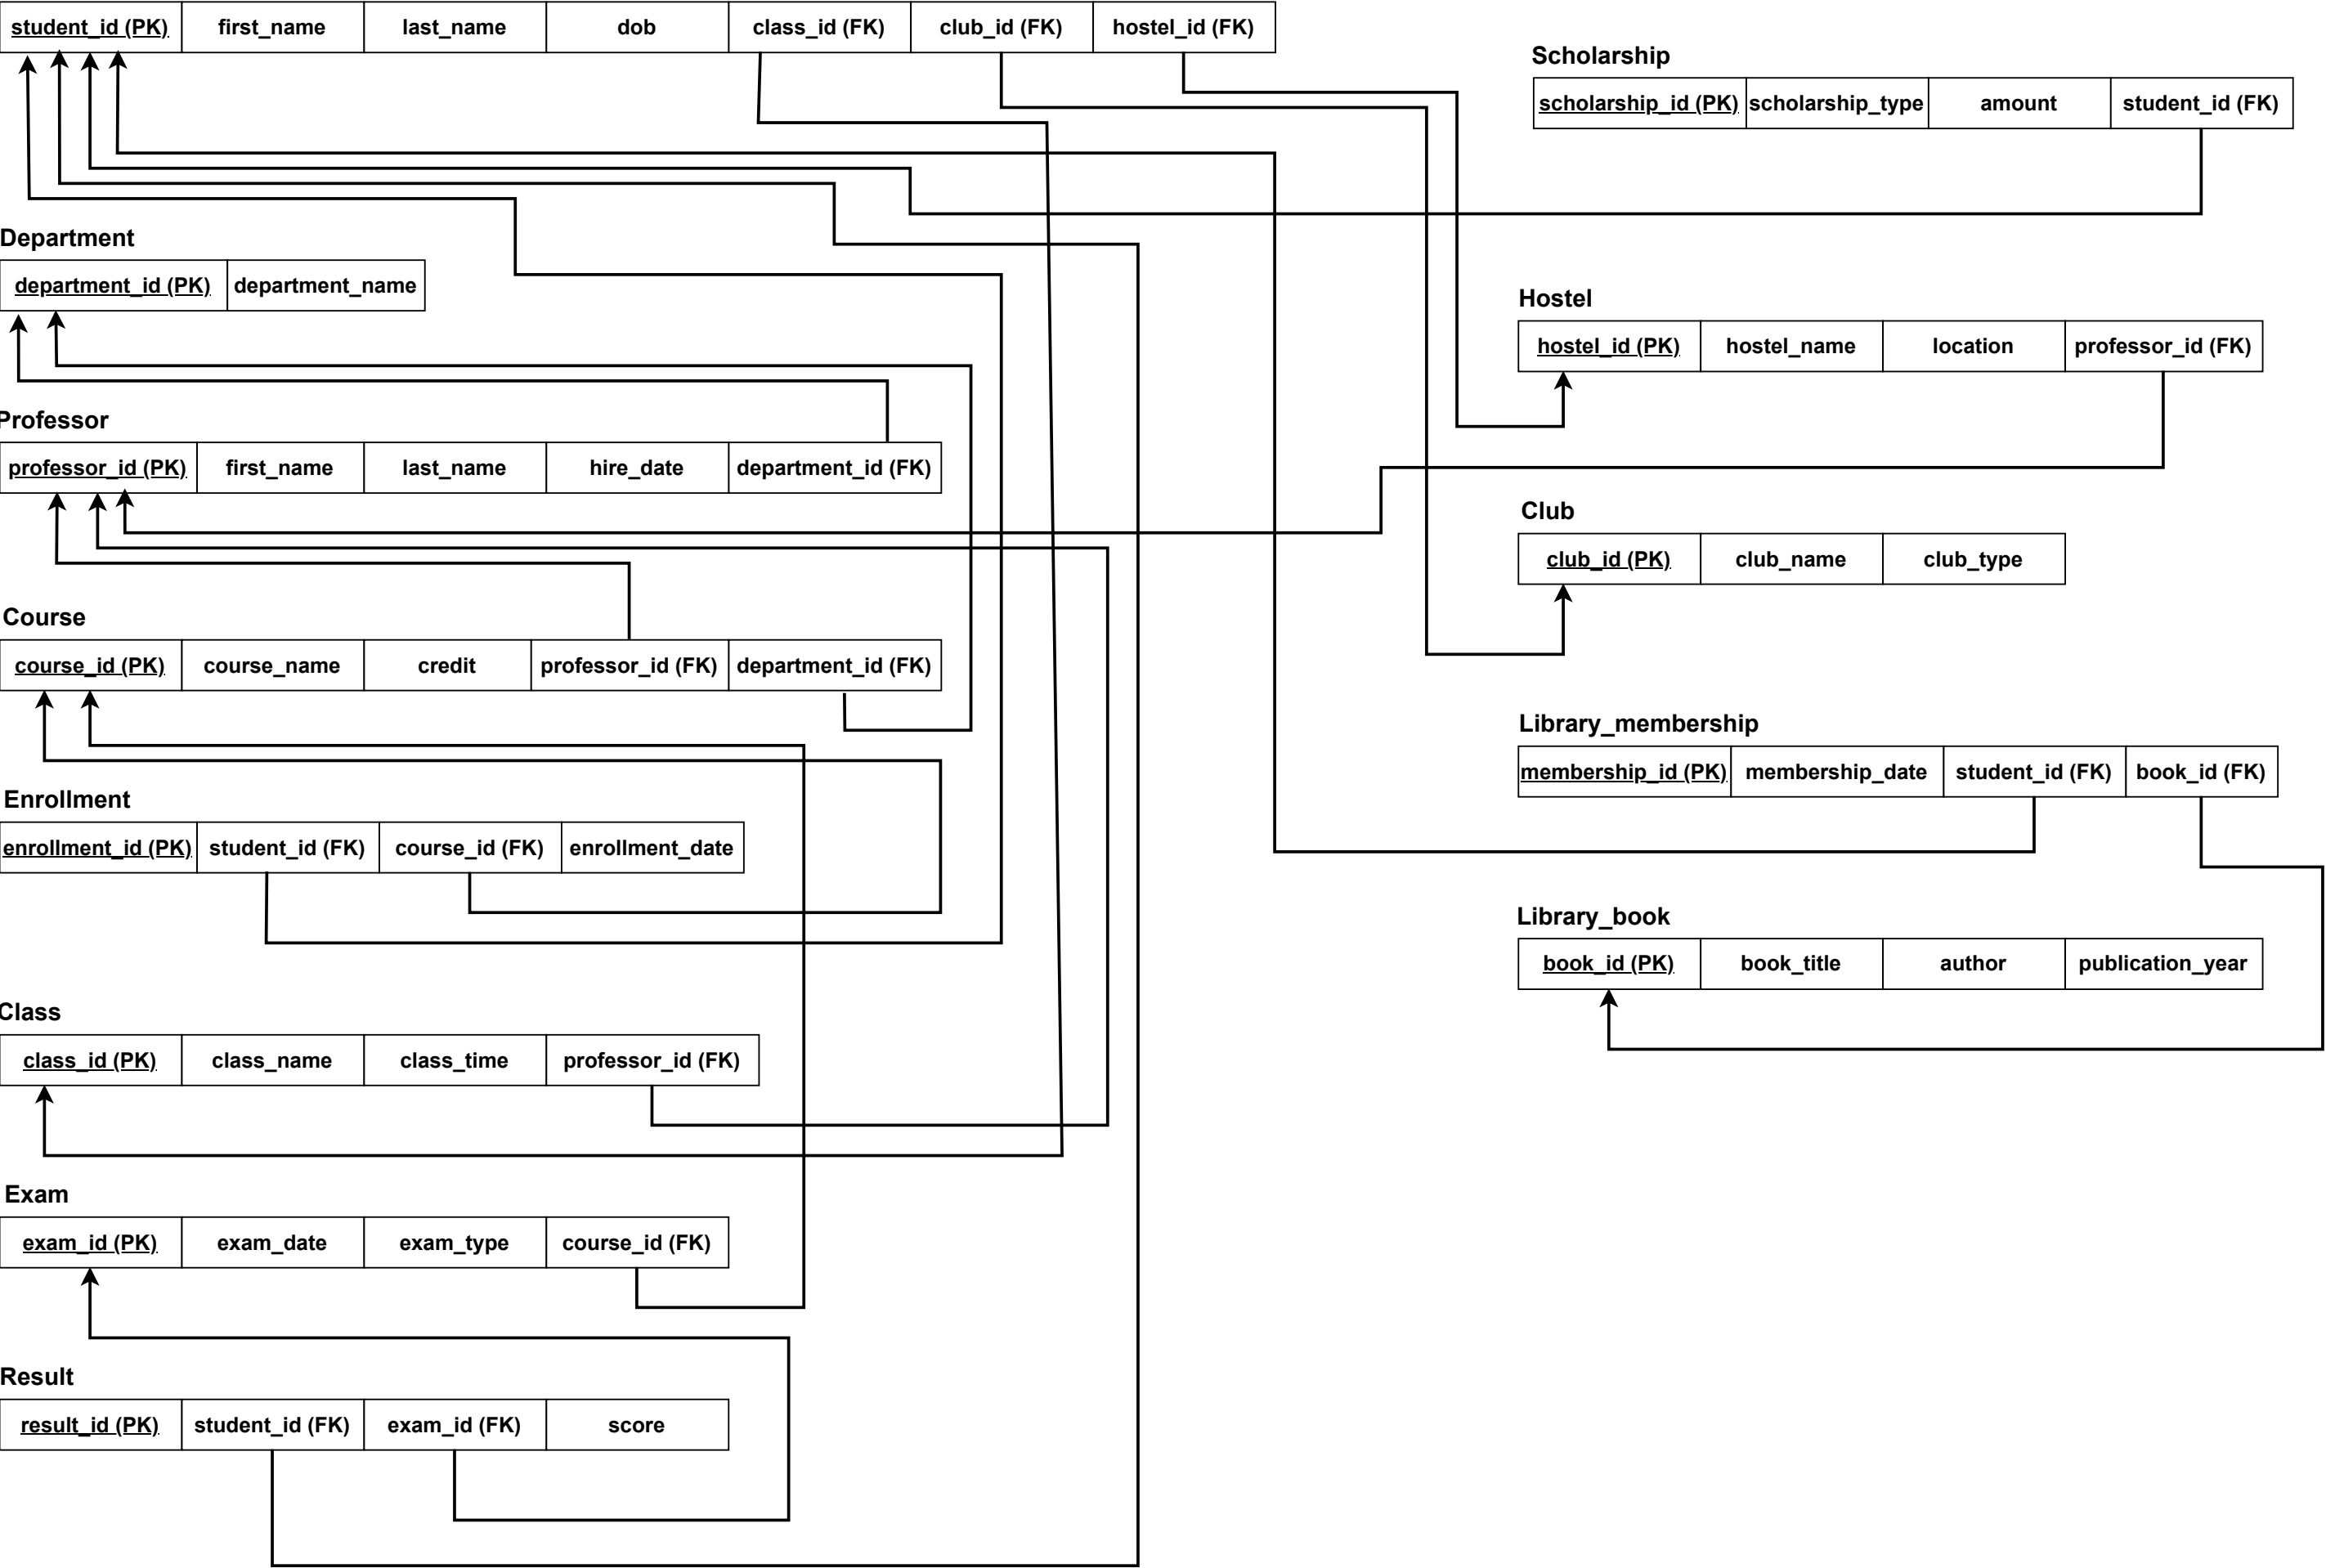 student_id (PK) first_name last_name dob class_id (FK) club_id (FK) hostel_id (FK)
Department
department_id (PK) department_name
Professor
professor_id (PK) first_name last_name hire_date department_id (FK)
Course
course_id (PK) course_name credit professor_id (FK) department_id (FK)
Enrollment
enrollment_id (PK) student_id (FK) course_id (FK) enrollment_date
Class
class_id (PK) class_name class_time professor_id (FK)
Exam
exam_id (PK) exam_date exam_type course_id (FK)
Result
result_id (PK) student_id (FK) exam_id (FK) score
Scholarship
scholarship_id (PK) scholarship_type amount student_id (FK)
Hostel
hostel_id (PK) hostel_name location professor_id (FK)
Club
club_id (PK) club_name club_type
Library_membership
membership_id (PK) membership_date student_id (FK) book_id (FK)
Library_book
book_id (PK) book_title author publication_year